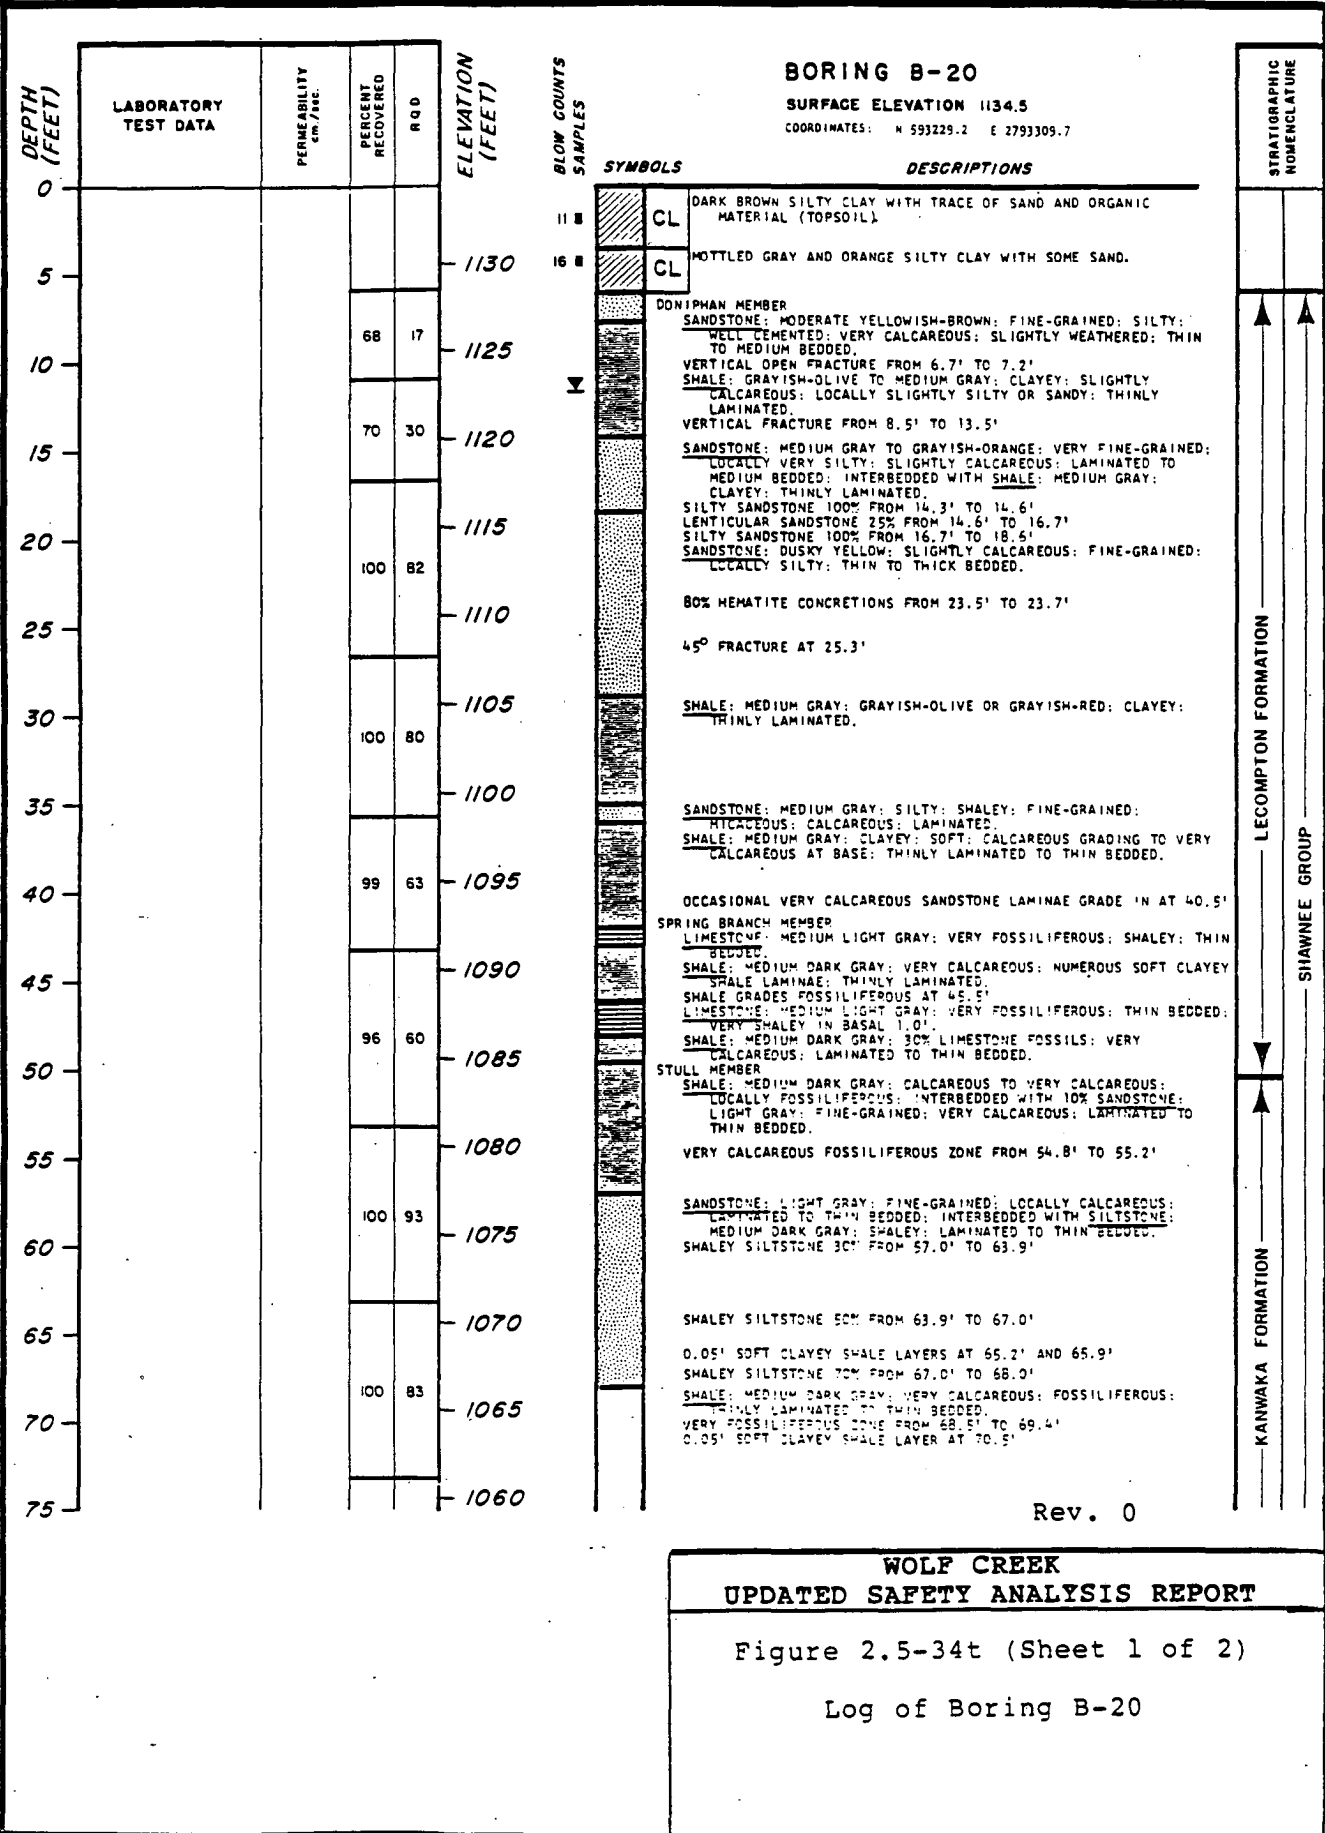 BORING B-20
SURFACE ELEVATION 1134.5
COORDINATES: N 593229.2 E 2793309.7
DEPTH (FEET)
LABORATORY
TEST DATA
PERMEABILITY
cm./sec.
PERCENT
RECOVERED
RQD
ELEVATION
(FEET)
BLOW COUNTS
SAMPLES
SYMBOLS
DESCRIPTIONS
STRATIGRAPHIC
NOMENCLATURE
0
5
10
15
20
25
30
35
40
45
50
55
60
65
70
75
68 17
70 30
100 82
100 80
99 63
96 60
100 93
100 83
1130
1125
1120
1115
1110
1105
1100
1095
1090
1085
1080
1075
1070
1065
1060
11
16
CL
CL
DARK BROWN SILTY CLAY WITH TRACE OF SAND AND ORGANIC
MATERIAL (TOPSOIL).
MOTTLED GRAY AND ORANGE SILTY CLAY WITH SOME SAND.
DONIPHAN MEMBER
SANDSTONE: MODERATE YELLOWISH-BROWN: FINE-GRAINED: SILTY:
WELL CEMENTED: VERY CALCAREOUS: SLIGHTLY WEATHERED: THIN
TO MEDIUM BEDDED.
VERTICAL OPEN FRACTURE FROM 6.7' TO 7.2'
SHALE: GRAYISH-OLIVE TO MEDIUM GRAY: CLAYEY: SLIGHTLY
CALCAREOUS: LOCALLY SLIGHTLY SILTY OR SANDY: THINLY
LAMINATED.
VERTICAL FRACTURE FROM 8.5' TO 13.5'
SANDSTONE: MEDIUM GRAY TO GRAYISH-ORANGE: VERY FINE-GRAINED:
LOCALLY VERY SILTY: SLIGHTLY CALCAREOUS: LAMINATED TO
MEDIUM BEDDED: INTERBEDDED WITH SHALE: MEDIUM GRAY:
CLAYEY: THINLY LAMINATED.
SILTY SANDSTONE 100% FROM 14.3' TO 14.6'
LENTICULAR SANDSTONE 25% FROM 14.6' TO 16.7'
SILTY SANDSTONE 100% FROM 16.7' TO 18.6'
SANDSTONE: DUSKY YELLOW: SLIGHTLY CALCAREOUS: FINE-GRAINED:
LOCALLY SILTY: THIN TO THICK BEDDED.
80% HEMATITE CONCRETIONS FROM 23.5' TO 23.7'
45° FRACTURE AT 25.3'
SHALE: MEDIUM GRAY: GRAYISH-OLIVE OR GRAYISH-RED: CLAYEY:
THINLY LAMINATED.
SANDSTONE: MEDIUM GRAY: SILTY: SHALEY: FINE-GRAINED:
MICACEOUS: CALCAREOUS: LAMINATED.
SHALE: MEDIUM GRAY: CLAYEY: SOFT: CALCAREOUS GRADING TO VERY
CALCAREOUS AT BASE: THINLY LAMINATED TO THIN BEDDED.
OCCASIONAL VERY CALCAREOUS SANDSTONE LAMINAE GRADE IN AT 40.5'
SPRING BRANCH MEMBER
LIMESTONE: MEDIUM LIGHT GRAY: VERY FOSSILIFEROUS: SHALEY: THIN
BEDDED.
SHALE: MEDIUM DARK GRAY: VERY CALCAREOUS: NUMEROUS SOFT CLAYEY
SHALE LAMINAE: THINLY LAMINATED.
SHALE GRADES FOSSILIFEROUS AT 45.5'
LIMESTONE: MEDIUM LIGHT GRAY: VERY FOSSILIFEROUS: THIN BEDDED:
VERY SHALEY IN BASAL 1.0'.
SHALE: MEDIUM DARK GRAY: 30% LIMESTONE FOSSILS: VERY
CALCAREOUS: LAMINATED TO THIN BEDDED.
STULL MEMBER
SHALE: MEDIUM DARK GRAY: CALCAREOUS TO VERY CALCAREOUS:
LOCALLY FOSSILIFEROUS: INTERBEDDED WITH 10% SANDSTONE:
LIGHT GRAY: FINE-GRAINED: VERY CALCAREOUS: LAMINATED TO
THIN BEDDED.
VERY CALCAREOUS FOSSILIFEROUS ZONE FROM 54.8' TO 55.2'
SANDSTONE: LIGHT GRAY: FINE-GRAINED: LOCALLY CALCAREOUS:
LAMINATED TO THIN BEDDED: INTERBEDDED WITH SILTSTONE:
MEDIUM DARK GRAY: SHALEY: LAMINATED TO THIN BEDDED.
SHALEY SILTSTONE 30% FROM 57.0' TO 63.9'
SHALEY SILTSTONE 50% FROM 63.9' TO 67.0'
0.05' SOFT CLAYEY SHALE LAYERS AT 65.2' AND 65.9'
SHALEY SILTSTONE 70% FROM 67.0' TO 68.0'
SHALE: MEDIUM DARK GRAY: VERY CALCAREOUS: FOSSILIFEROUS:
THINLY LAMINATED TO THIN BEDDED.
VERY FOSSILIFEROUS ZONE FROM 68.5' TO 69.4'
0.05' SOFT CLAYEY SHALE LAYER AT 70.5'
LECOMPTON FORMATION
KANWAKA FORMATION
SHAWNEE GROUP
Rev. 0
WOLF CREEK
UPDATED SAFETY ANALYSIS REPORT
Figure 2.5-34t (Sheet 1 of 2)
Log of Boring B-20